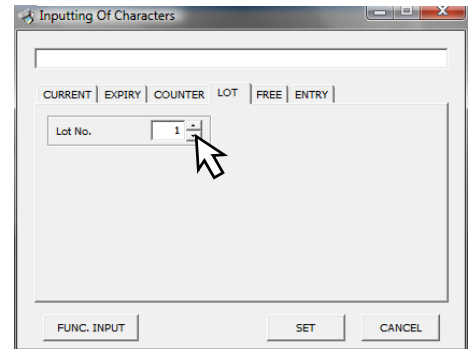 Inputting Of Characters
CURRENT EXPIRY COUNTER LOT FREE ENTRY
Lot No. 1
FUNC. INPUT SET CANCEL